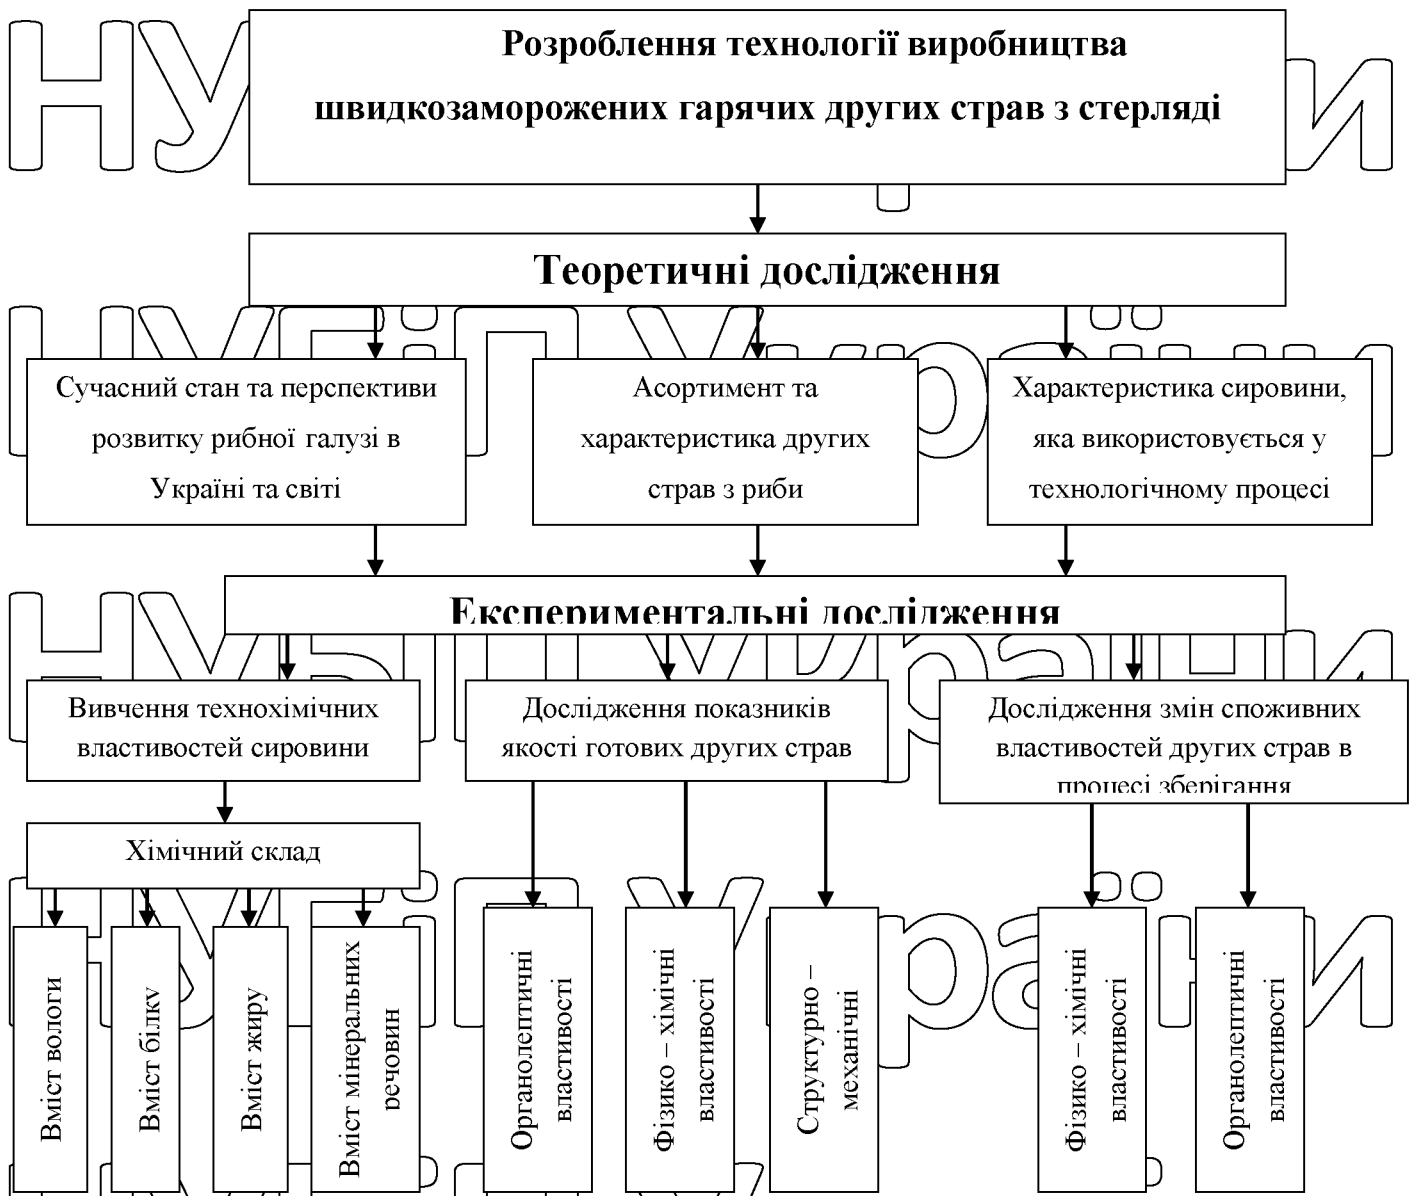 Розроблення технології виробництва
швидкозаморожених гарячих других страв з стерляді
Теоретичні дослідження
Сучасний стан та перспективи
розвитку рибної галузі в
Україні та світі
Асортимент та
характеристика других
страв з риби
Характеристика сировини,
яка використовується у
технологічному процесі
Експериментальні дослідження
Вивчення технохімічних
властивостей сировини
Дослідження показників
якості готових других страв
Дослідження змін споживних
властивостей других страв в
процесі зберігання
Хімічний склад
Вміст вологи
Вміст білку
Вміст жиру
Вміст мінеральних
речовин
Органолептичні
властивості
Фізико – хімічні
властивості
Структурно –
механічні
Фізико – хімічні
властивості
Органолептичні
властивості